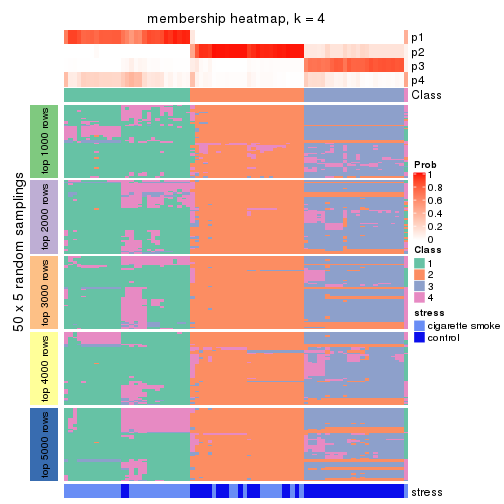 membership heatmap, k = 4
p1
p2
p3
p4
Class
50 x 5 random samplings
top 1000 rows
top 2000 rows
top 3000 rows
top 4000 rows
top 5000 rows
Prob
1
0.8
0.6
0.4
0.2
0
Class
1
2
3
4
stress
cigarette smoke
control
stress